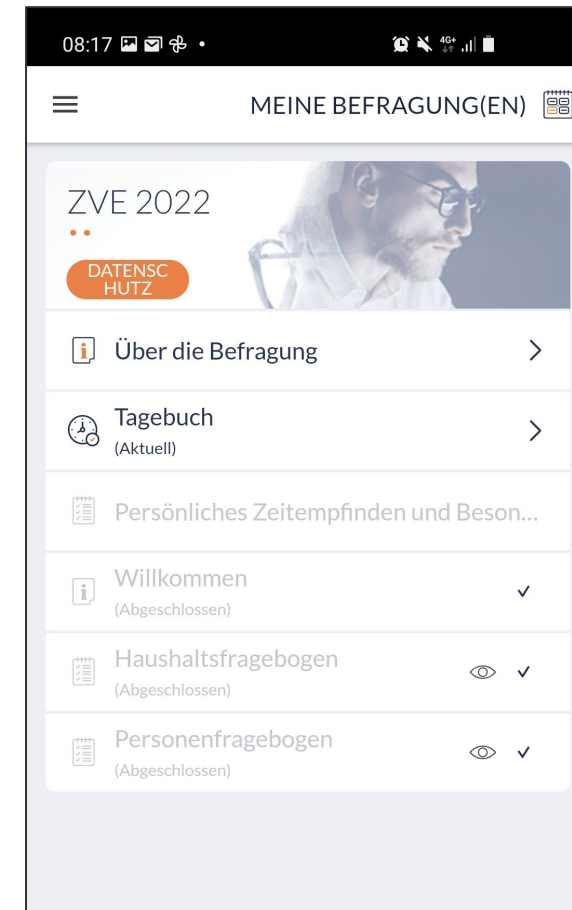 08:17
4G+
MEINE BEFRAGUNG(EN)
ZVE 2022
DATENSC
HUTZ
Über die Befragung
Tagebuch
(Aktuell)
Persönliches Zeitempfinden und Beson...
Willkommen
(Abgeschlossen)
Haushaltsfragebogen
(Abgeschlossen)
Personenfragebogen
(Abgeschlossen)